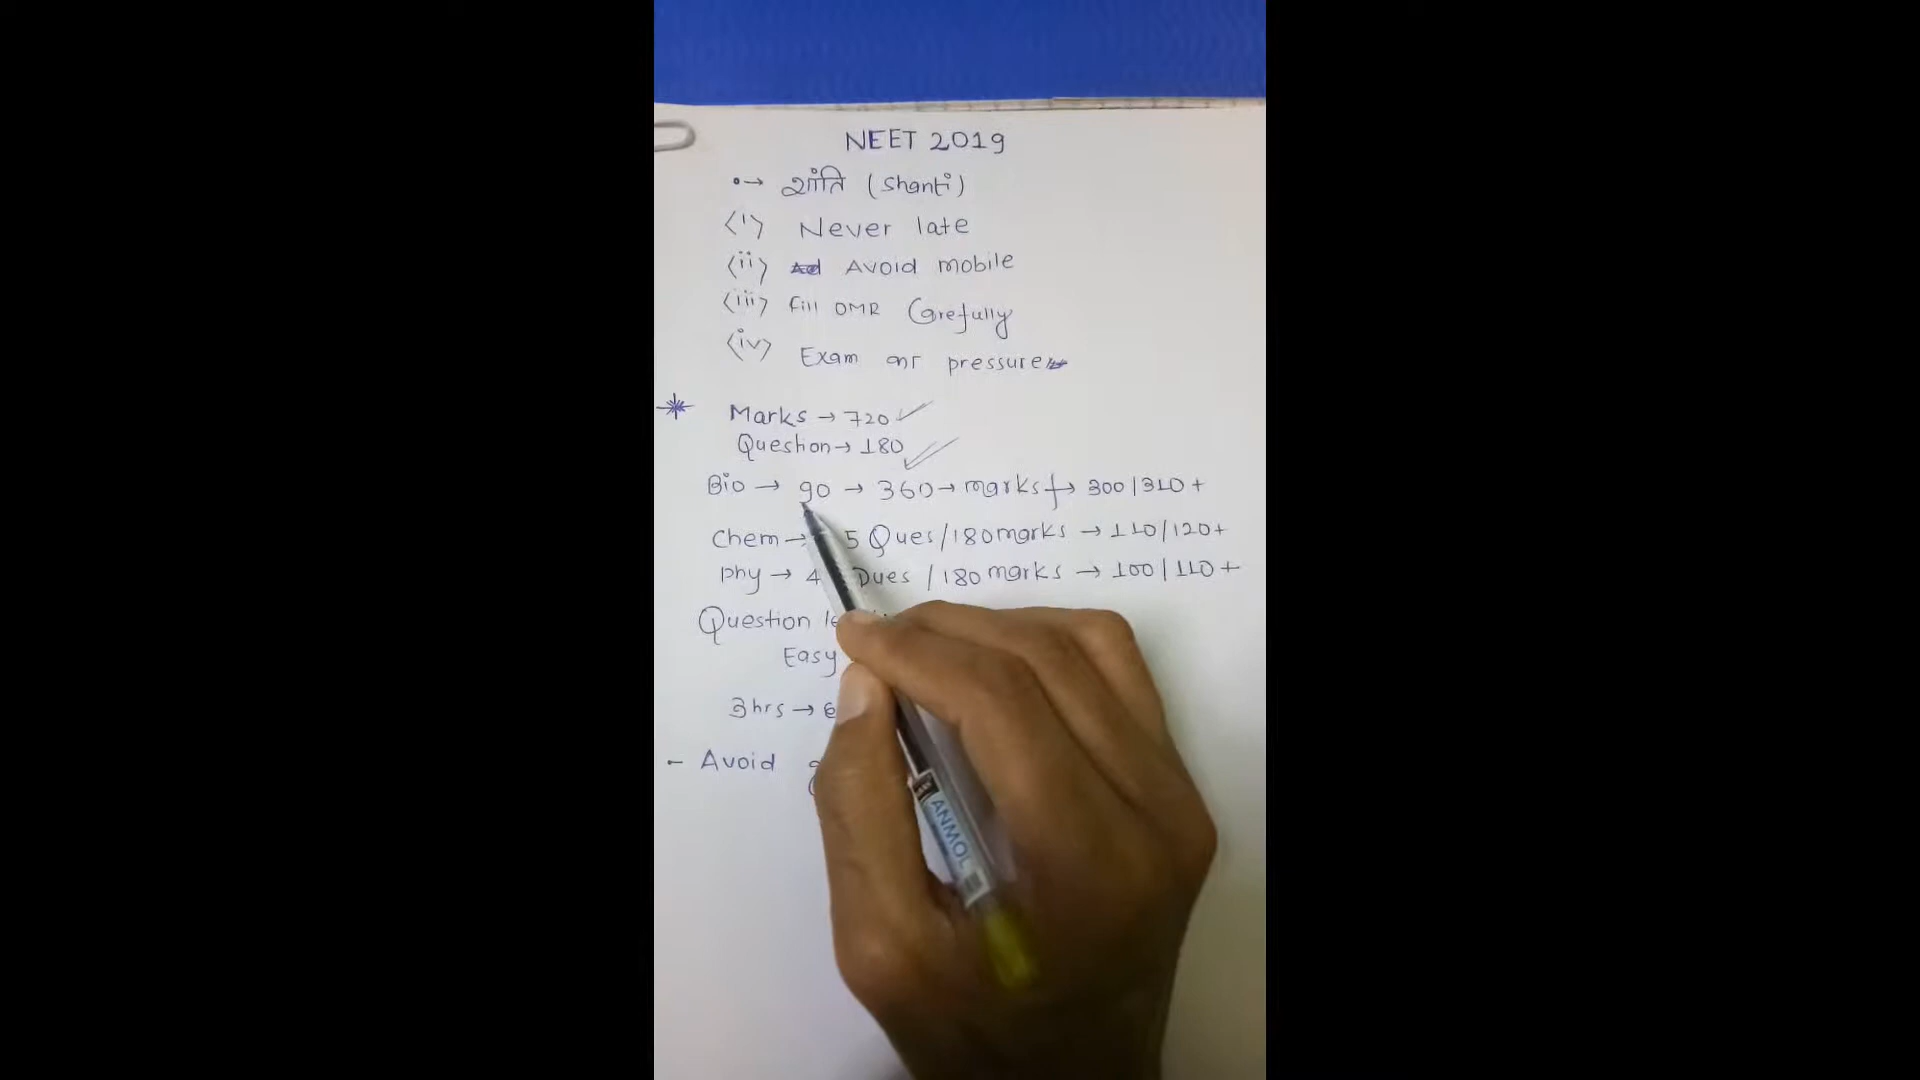 NEET 2019
•→ शांति (Shanti)
(i) Never late
(ii) Avoid mobile
(iii) Fill OMR Carefully
(iv) Exam का pressure
* Marks → 720 ✓
Question → 180
Bio → 90 → 360 → marks → 300/310+
Chem → 5 Ques/180 marks → 110/120+
Phy → 4 Ques /180 marks → 100/110+
Question
Easy
3 hrs →
- Avoid
ANMOL